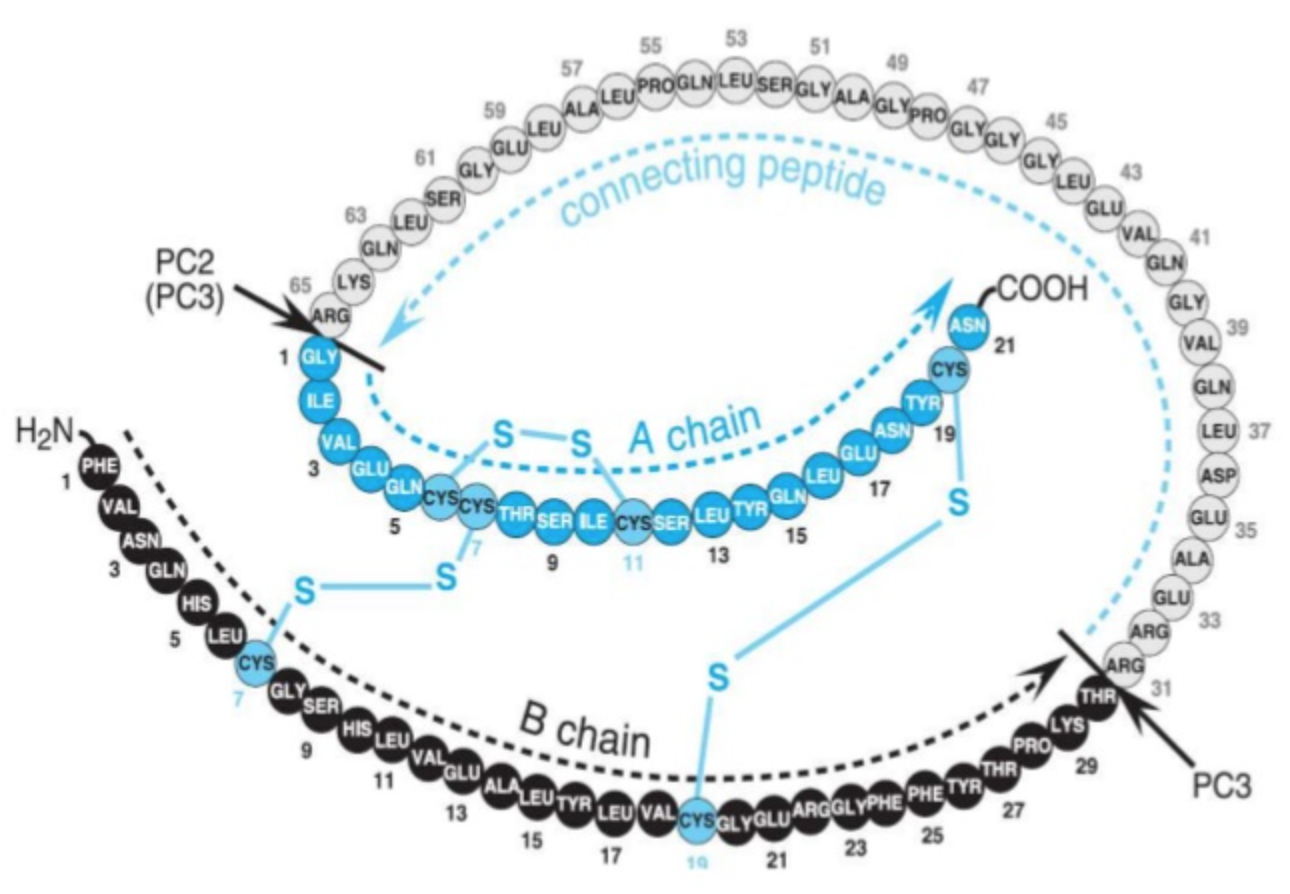 65 63 61 59 57 55 53 51 49 47 45 43 41 39 37 35 33 31
ARG LYS GLN LEU SER GLY GLU LEU ALA LEU PRO GLN LEU SER GLY ALA GLY PRO GLY GLY GLY LEU GLU VAL GLN GLY VAL GLN LEU ASP GLU ALA GLU ARG ARG
connecting peptide
PC2
(PC3)
GLY ILE VAL GLU GLN CYS CYS THR SER ILE CYS SER LEU TYR GLN LEU GLU ASN TYR CYS ASN
COOH
1 3 5 7 9 11 13 15 17 19 21
A chain
S S
S S
S
S
H2N
PHE VAL ASN GLN HIS LEU CYS GLY SER HIS LEU VAL GLU ALA LEU TYR LEU VAL CYS GLY GLU ARG GLY PHE PHE TYR THR PRO LYS THR
1 3 5 7 9 11 13 15 17 19 21 23 25 27 29
B chain
PC3